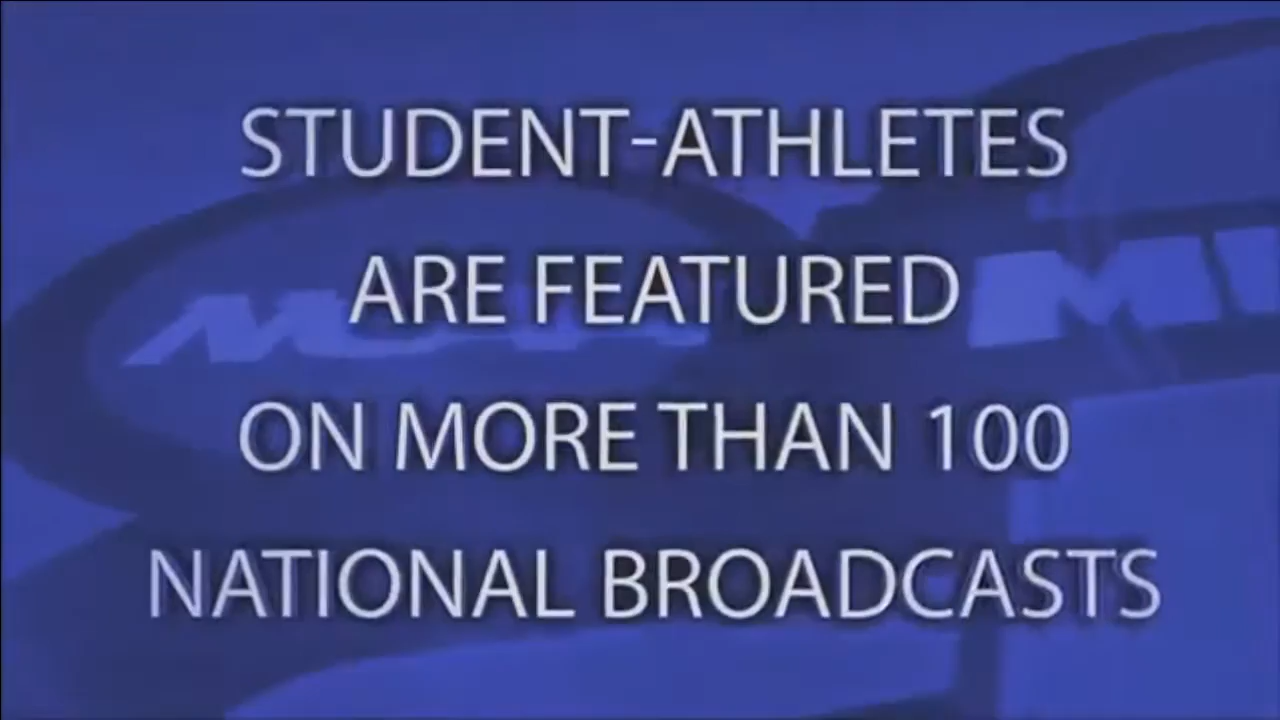 STUDENT-ATHLETES
ARE FEATURED
ON MORE THAN 100
NATIONAL BROADCASTS